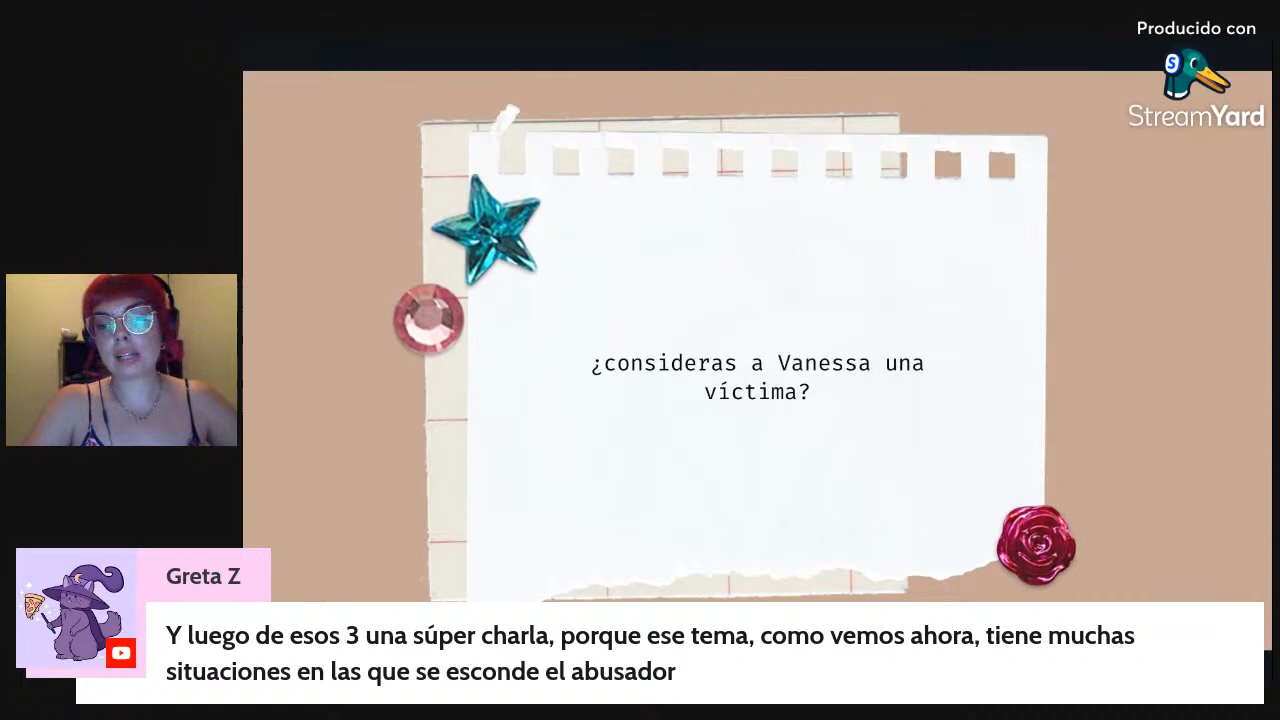 Producido con
StreamYard
¿consideras a Vanessa una
víctima?
Greta Z
Y luego de esos 3 una súper charla, porque ese tema, como vemos ahora, tiene muchas
situaciones en las que se esconde el abusador